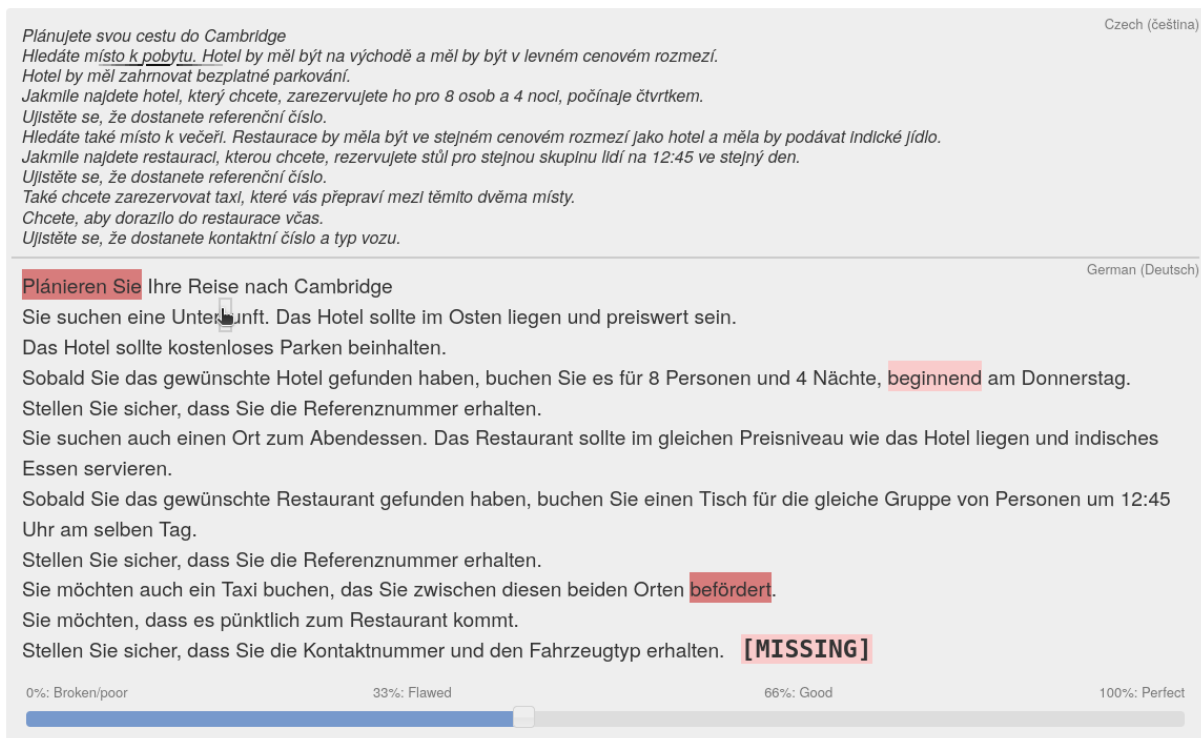 Czech (čeština)
Plánujete svou cestu do Cambridge
Hledáte místo k pobytu. Hotel by měl být na východě a měl by být v levném cenovém rozmezí.
Hotel by měl zahrnovat bezplatné parkování.
Jakmile najdete hotel, který chcete, zarezervujete ho pro 8 osob a 4 noci, počínaje čtvrtkem.
Ujistěte se, že dostanete referenční číslo.
Hledáte také místo k večeři. Restaurace by měla být ve stejném cenovém rozmezí jako hotel a měla by podávat indické jídlo.
Jakmile najdete restauraci, kterou chcete, rezervujete stůl pro stejnou skupinu lidí na 12:45 ve stejný den.
Ujistěte se, že dostanete referenční číslo.
Také chcete zarezervovat taxi, které vás přepraví mezi těmito dvěma místy.
Chcete, aby dorazilo do restaurace včas.
Ujistěte se, že dostanete kontaktní číslo a typ vozu.
German (Deutsch)
Plánieren Sie Ihre Reise nach Cambridge
Sie suchen eine Unterkunft. Das Hotel sollte im Osten liegen und preiswert sein.
Das Hotel sollte kostenloses Parken beinhalten.
Sobald Sie das gewünschte Hotel gefunden haben, buchen Sie es für 8 Personen und 4 Nächte, beginnend am Donnerstag.
Stellen Sie sicher, dass Sie die Referenznummer erhalten.
Sie suchen auch einen Ort zum Abendessen. Das Restaurant sollte im gleichen Preisniveau wie das Hotel liegen und indisches
Essen servieren.
Sobald Sie das gewünschte Restaurant gefunden haben, buchen Sie einen Tisch für die gleiche Gruppe von Personen um 12:45
Uhr am selben Tag.
Stellen Sie sicher, dass Sie die Referenznummer erhalten.
Sie möchten auch ein Taxi buchen, das Sie zwischen diesen beiden Orten befördert.
Sie möchten, dass es pünktlich zum Restaurant kommt.
Stellen Sie sicher, dass Sie die Kontaktnummer und den Fahrzeugtyp erhalten. [MISSING]
0%: Broken/poor 33%: Flawed 66%: Good 100%: Perfect